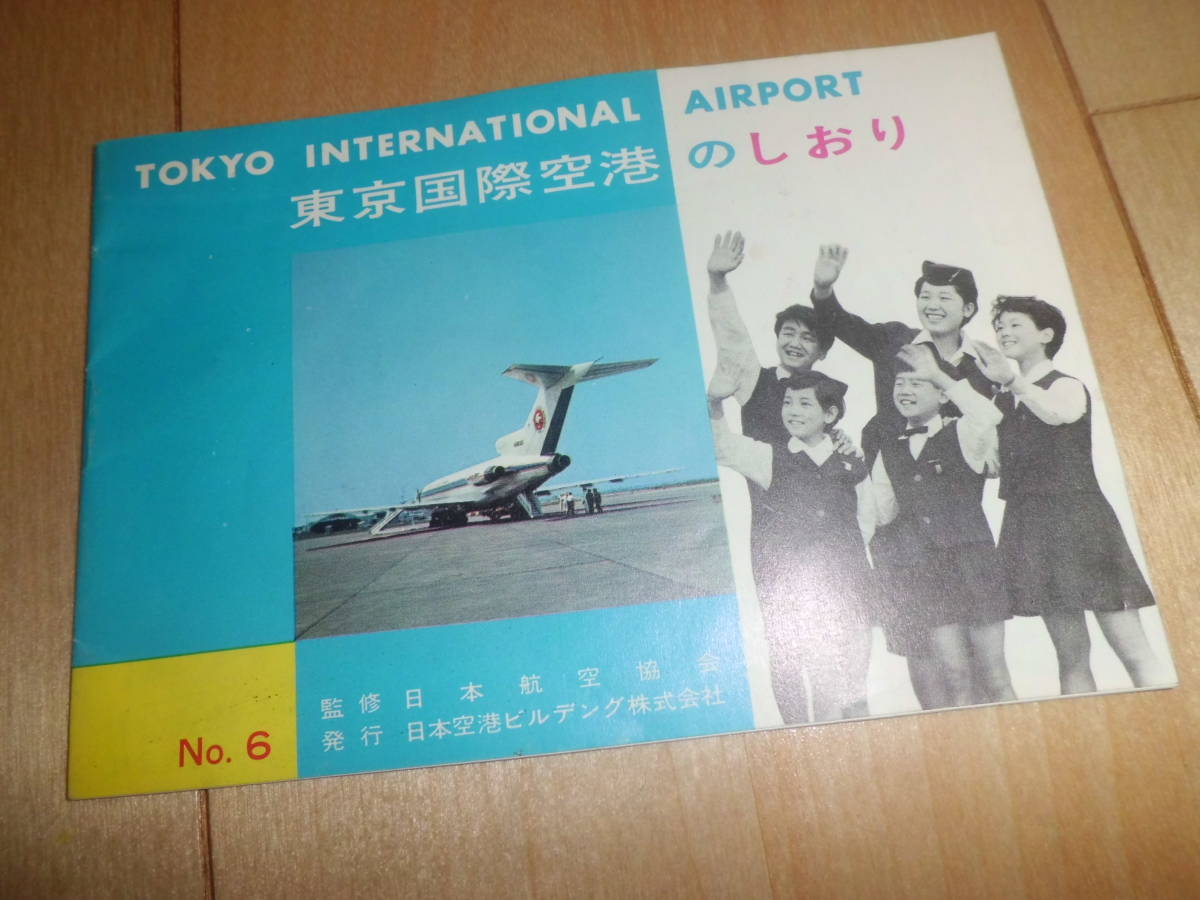 TOKYO INTERNATIONAL AIRPORT
東京国際空港のしおり
監修 日本航空協会
発行 日本空港ビルデング株式会社
No. 6